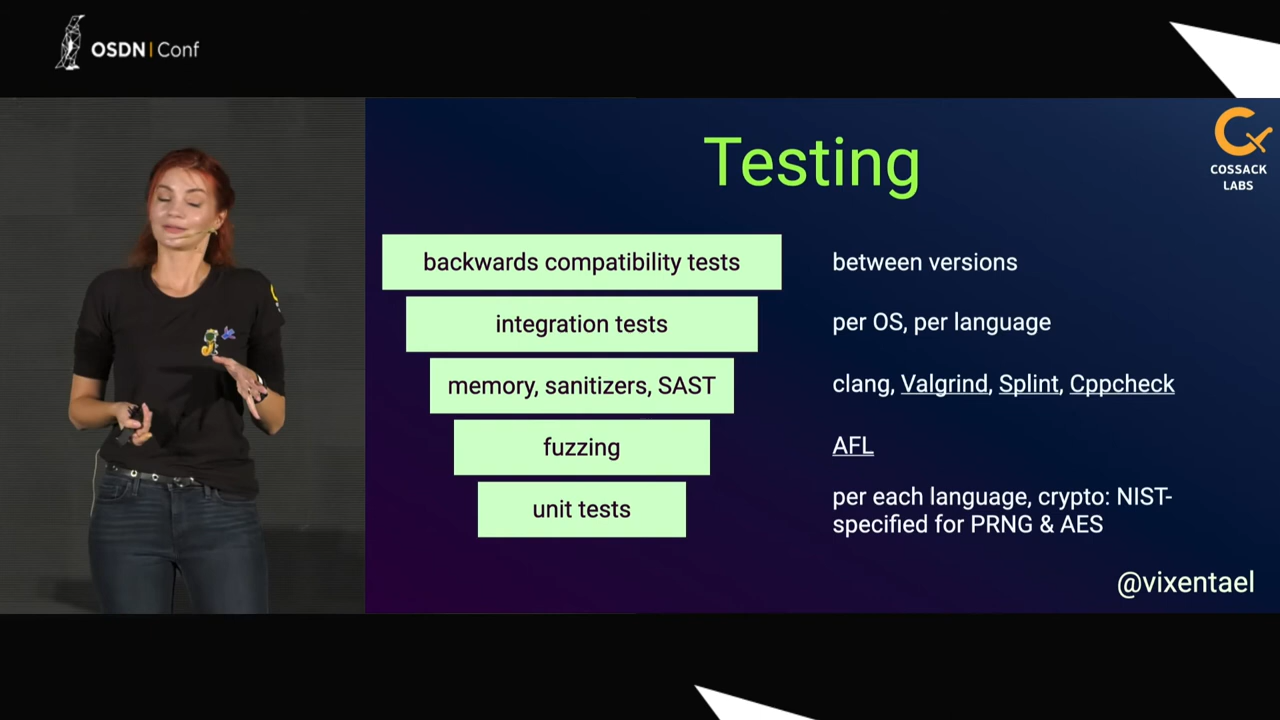 OSDN | Conf
COSSACK
LABS
Testing
backwards compatibility tests
between versions
integration tests
per OS, per language
memory, sanitizers, SAST
clang, Valgrind, Splint, Cppcheck
fuzzing
AFL
unit tests
per each language, crypto: NIST-
specified for PRNG & AES
@vixentael